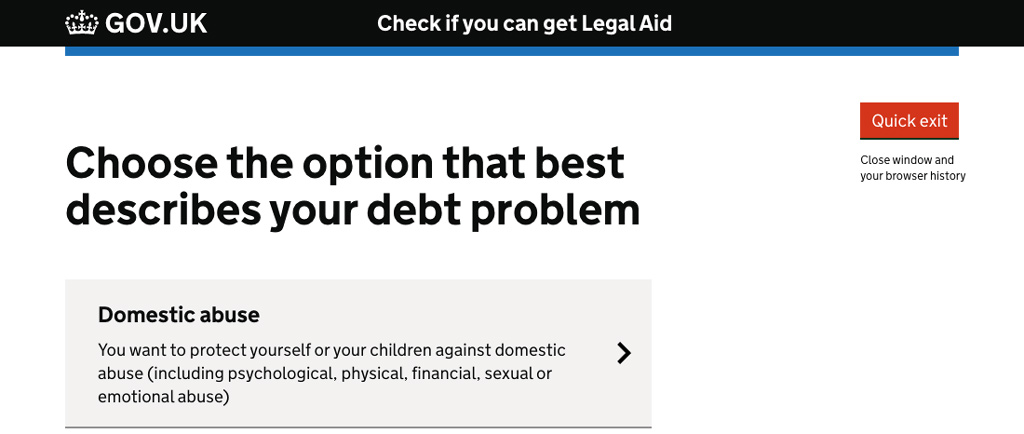 GOV.UK
Check if you can get Legal Aid
Quick exit
Close window and
your browser history
Choose the option that best
describes your debt problem
Domestic abuse
You want to protect yourself or your children against domestic
abuse (including psychological, physical, financial, sexual or
emotional abuse)